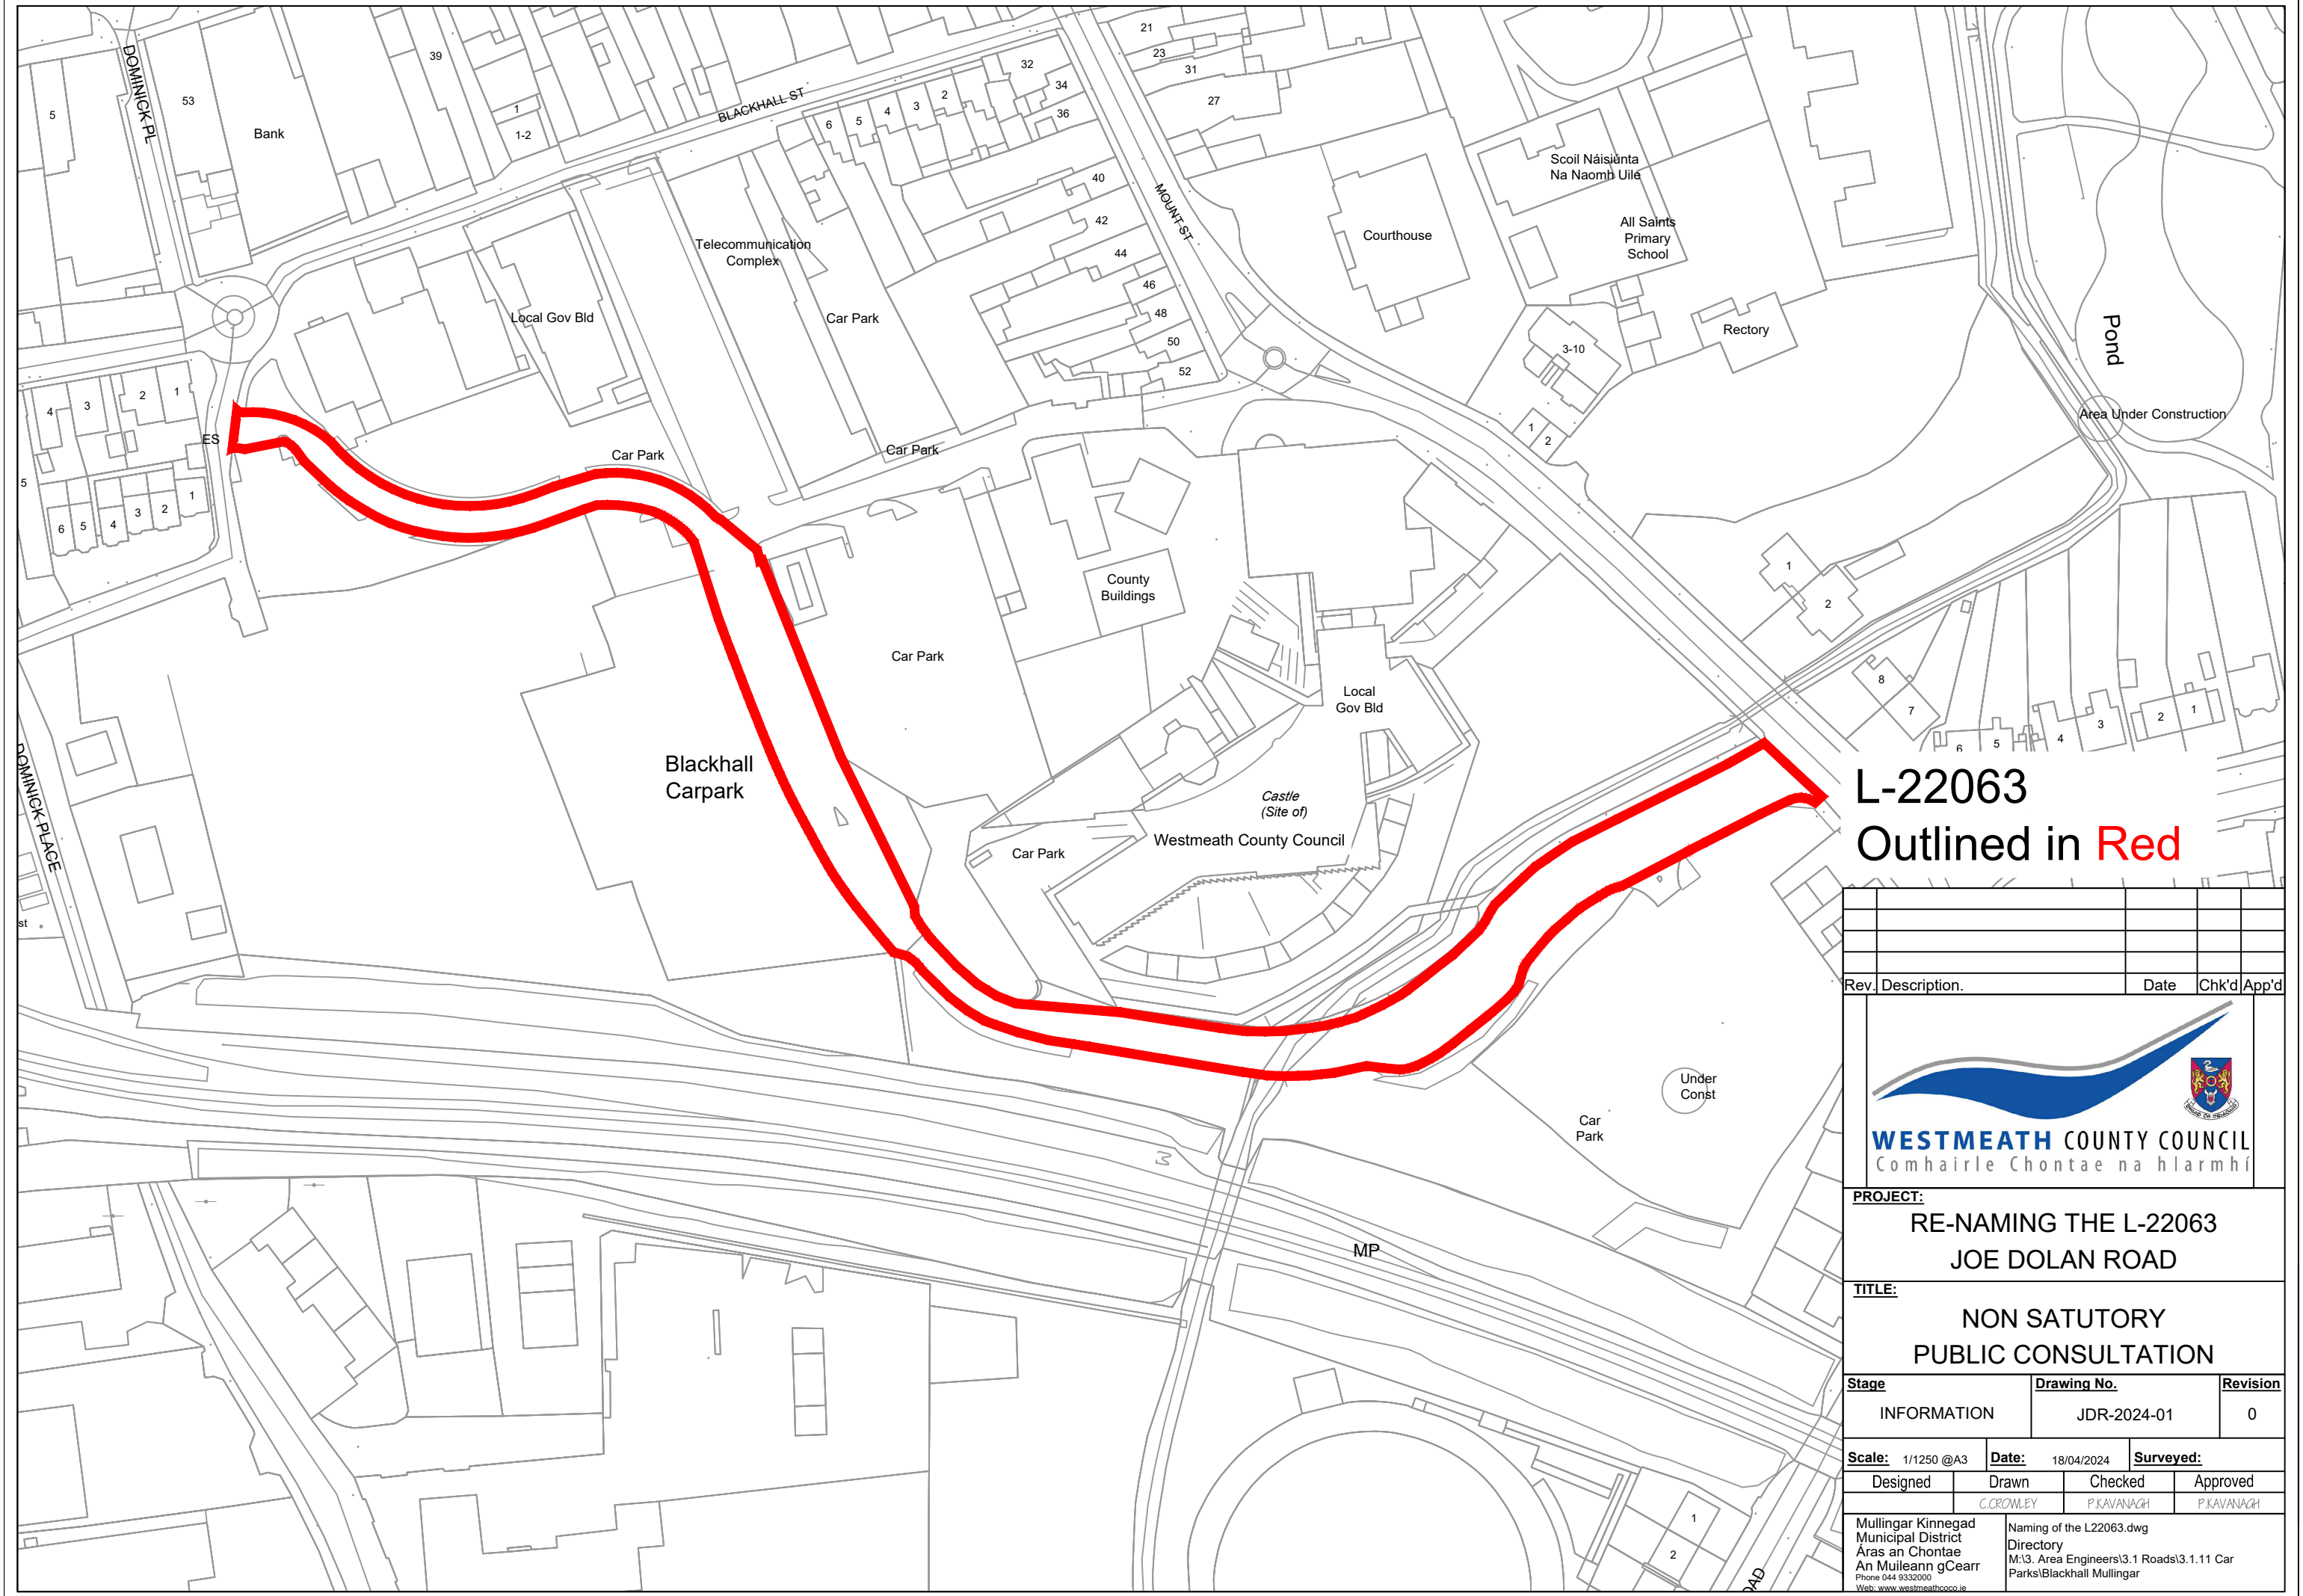 DOMINICK PL
5
53
Bank
39
1
1-2
BLACKHALL ST
6
5
4
3
2
32
34
36
21
23
31
27
40
42
44
46
48
50
52
MOUNT ST
Courthouse
Scoil Náisiúnta
Na Naomh Uile
All Saints
Primary
School
Rectory
3-10
1
2
Pond
Area Under Construction
Telecommunication
Complex
Car Park
Local Gov Bld
4
3
2
1
ES
5
6
5
4
3
2
1
Car Park
Car Park
County
Buildings
Car Park
Local
Gov Bld
1
2
8
7
6
5
4
3
2
1
DOMINICK PLACE
st
Blackhall
Carpark
Castle
(Site of)
Westmeath County Council
Car Park
Under
Const
Car
Park
MP
1
2
OAD
L-22063
Outlined in Red
Rev. Description. Date Chk'd App'd
WESTMEATH COUNTY COUNCIL
Comhairle Chontae na hIarmhí
PROJECT:
RE-NAMING THE L-22063
JOE DOLAN ROAD
TITLE:
NON SATUTORY
PUBLIC CONSULTATION
Stage Drawing No. Revision
INFORMATION JDR-2024-01 0
Scale: 1/1250 @A3 Date: 18/04/2024 Surveyed:
Designed Drawn Checked Approved
C.CROWLEY P.KAVANAGH P.KAVANAGH
Mullingar Kinnegad
Municipal District
Áras an Chontae
An Muileann gCearr
Phone 044 9332000
Web: www.westmeathcoco.ie
Naming of the L22063.dwg
Directory
M:\3. Area Engineers\3.1 Roads\3.1.11 Car
Parks\Blackhall Mullingar